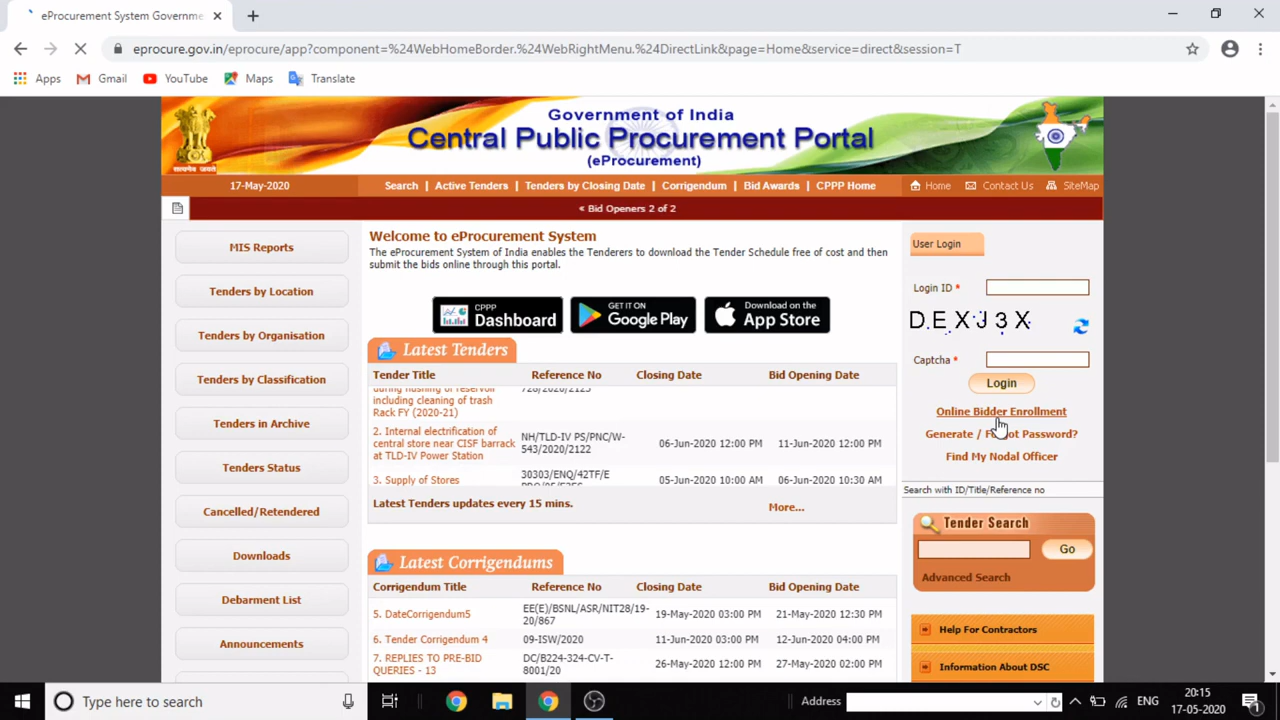 eProcurement System Governme
eprocure.gov.in/eprocure/app?component=%24WebHomeBorder.%24WebRightMenu.%24DirectLink&page=Home&service=direct&session=T
Apps Gmail YouTube Maps Translate
Government of India
Central Public Procurement Portal
(eProcurement)
17-May-2020 Search | Active Tenders | Tenders by Closing Date | Corrigendum | Bid Awards | CPPP Home Home Contact Us SiteMap
« Bid Openers 2 of 2
MIS Reports
Tenders by Location
Tenders by Organisation
Tenders by Classification
Tenders in Archive
Tenders Status
Cancelled/Retendered
Downloads
Debarment List
Announcements
Welcome to eProcurement System
The eProcurement System of India enables the Tenderers to download the Tender Schedule free of cost and then
submit the bids online through this portal.
CPPP
Dashboard
GET IT ON
Google Play
Download on the
App Store
Latest Tenders
Tender Title Reference No Closing Date Bid Opening Date
during flushing of reservoir
including cleaning of trash
Rack FY (2020-21)
2. Internal electrification of
central store near CISF barrack
at TLD-IV Power Station
NH/TLD-IV PS/PNC/W-
543/2020/2122
06-Jun-2020 12:00 PM 11-Jun-2020 12:00 PM
3. Supply of Stores
30303/ENQ/42TF/E
05-Jun-2020 10:00 AM 06-Jun-2020 10:30 AM
Latest Tenders updates every 15 mins.
More...
Latest Corrigendums
Corrigendum Title Reference No Closing Date Bid Opening Date
5. DateCorrigendum5
EE(E)/BSNL/ASR/NIT28/19-
20/867
19-May-2020 03:00 PM 21-May-2020 12:30 PM
6. Tender Corrigendum 4 09-ISW/2020 11-Jun-2020 03:00 PM 12-Jun-2020 04:00 PM
7. REPLIES TO PRE-BID
QUERIES - 13
DC/B224-324-CV-T-
8001/20
26-May-2020 12:00 PM 27-May-2020 02:00 PM
User Login
Login ID *
DEXJ3X
Captcha *
Login
Online Bidder Enrollment
Generate / Forgot Password?
Find My Nodal Officer
Search with ID/Title/Reference no
Tender Search
Go
Advanced Search
Help For Contractors
Information About DSC
Type here to search
Address
ENG
20:15
17-05-2020
1